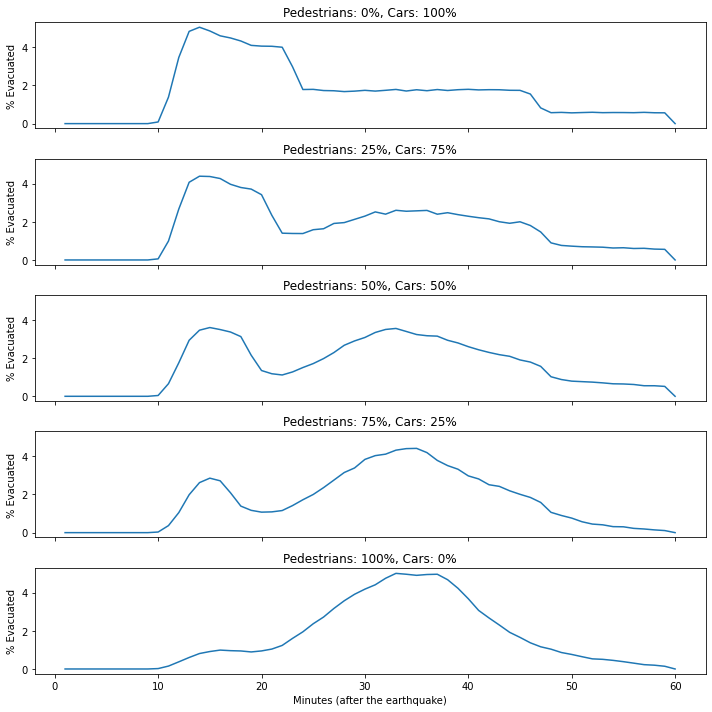 Pedestrians: 0%, Cars: 100%
4
2
0
% Evacuated
Pedestrians: 25%, Cars: 75%
4
2
0
% Evacuated
Pedestrians: 50%, Cars: 50%
4
2
0
% Evacuated
Pedestrians: 75%, Cars: 25%
4
2
0
% Evacuated
Pedestrians: 100%, Cars: 0%
4
2
0
% Evacuated
0 10 20 30 40 50 60
Minutes (after the earthquake)